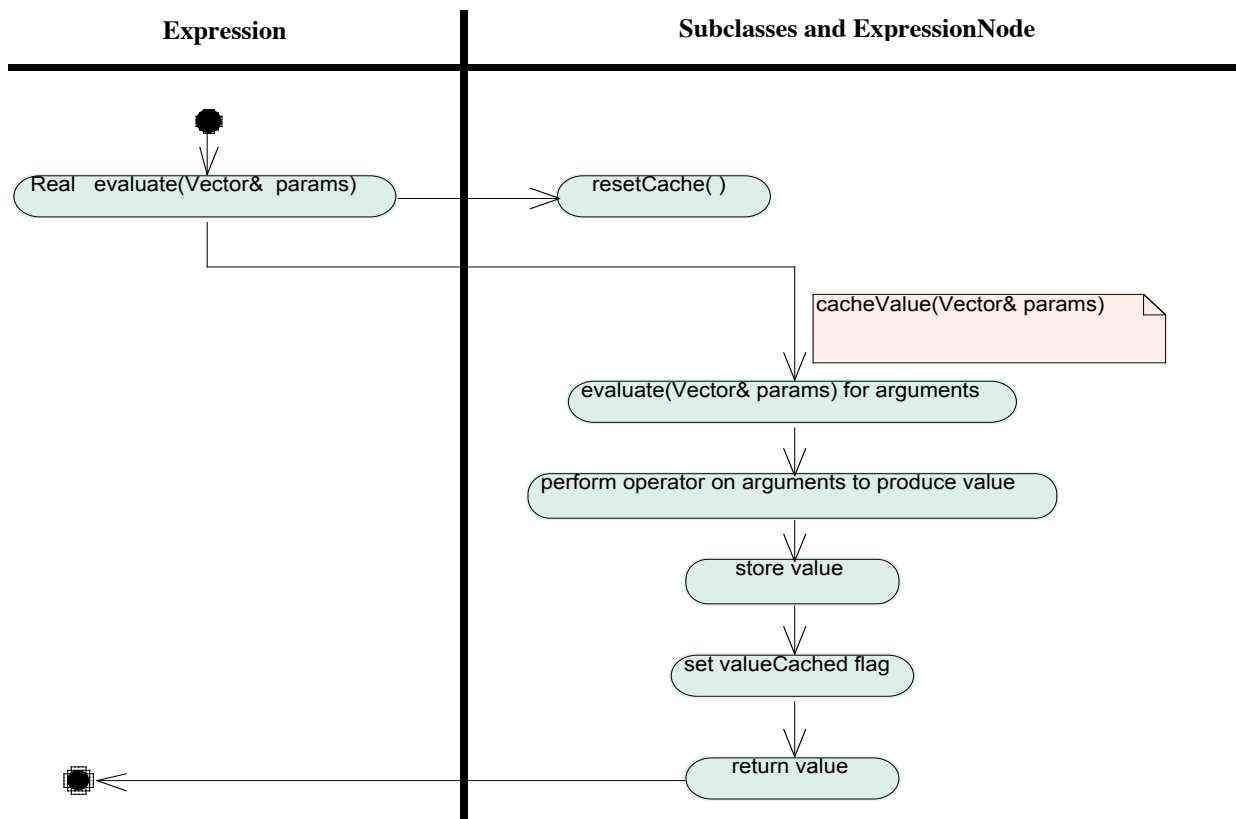 Expression
Subclasses and ExpressionNode
Real evaluate(Vector& params)
resetCache( )
cacheValue(Vector& params)
evaluate(Vector& params) for arguments
perform operator on arguments to produce value
store value
set valueCached flag
return value